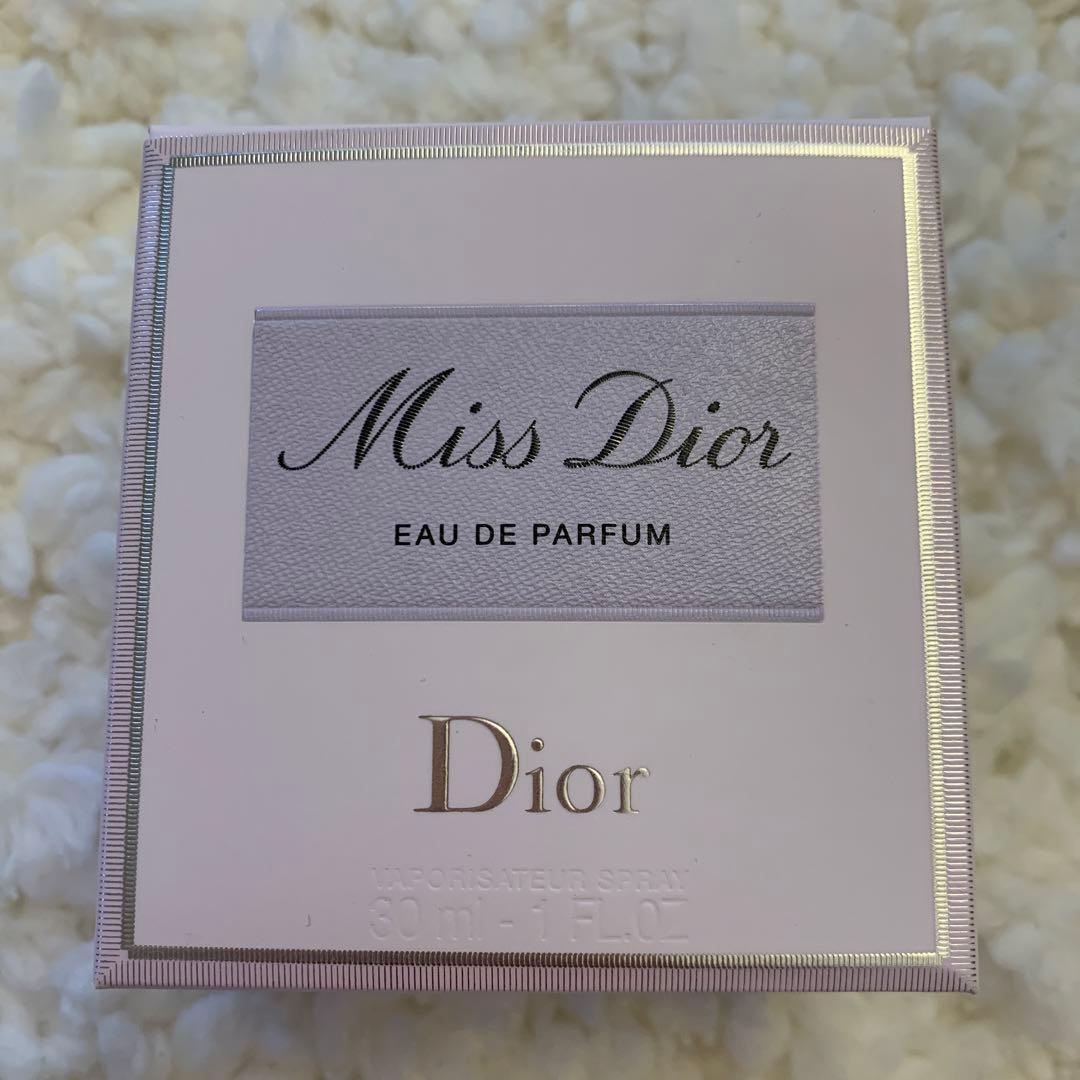 Miss Dior
EAU DE PARFUM
Dior
VAPORISATEUR SPRAY
30 ml - 1 FL.OZ